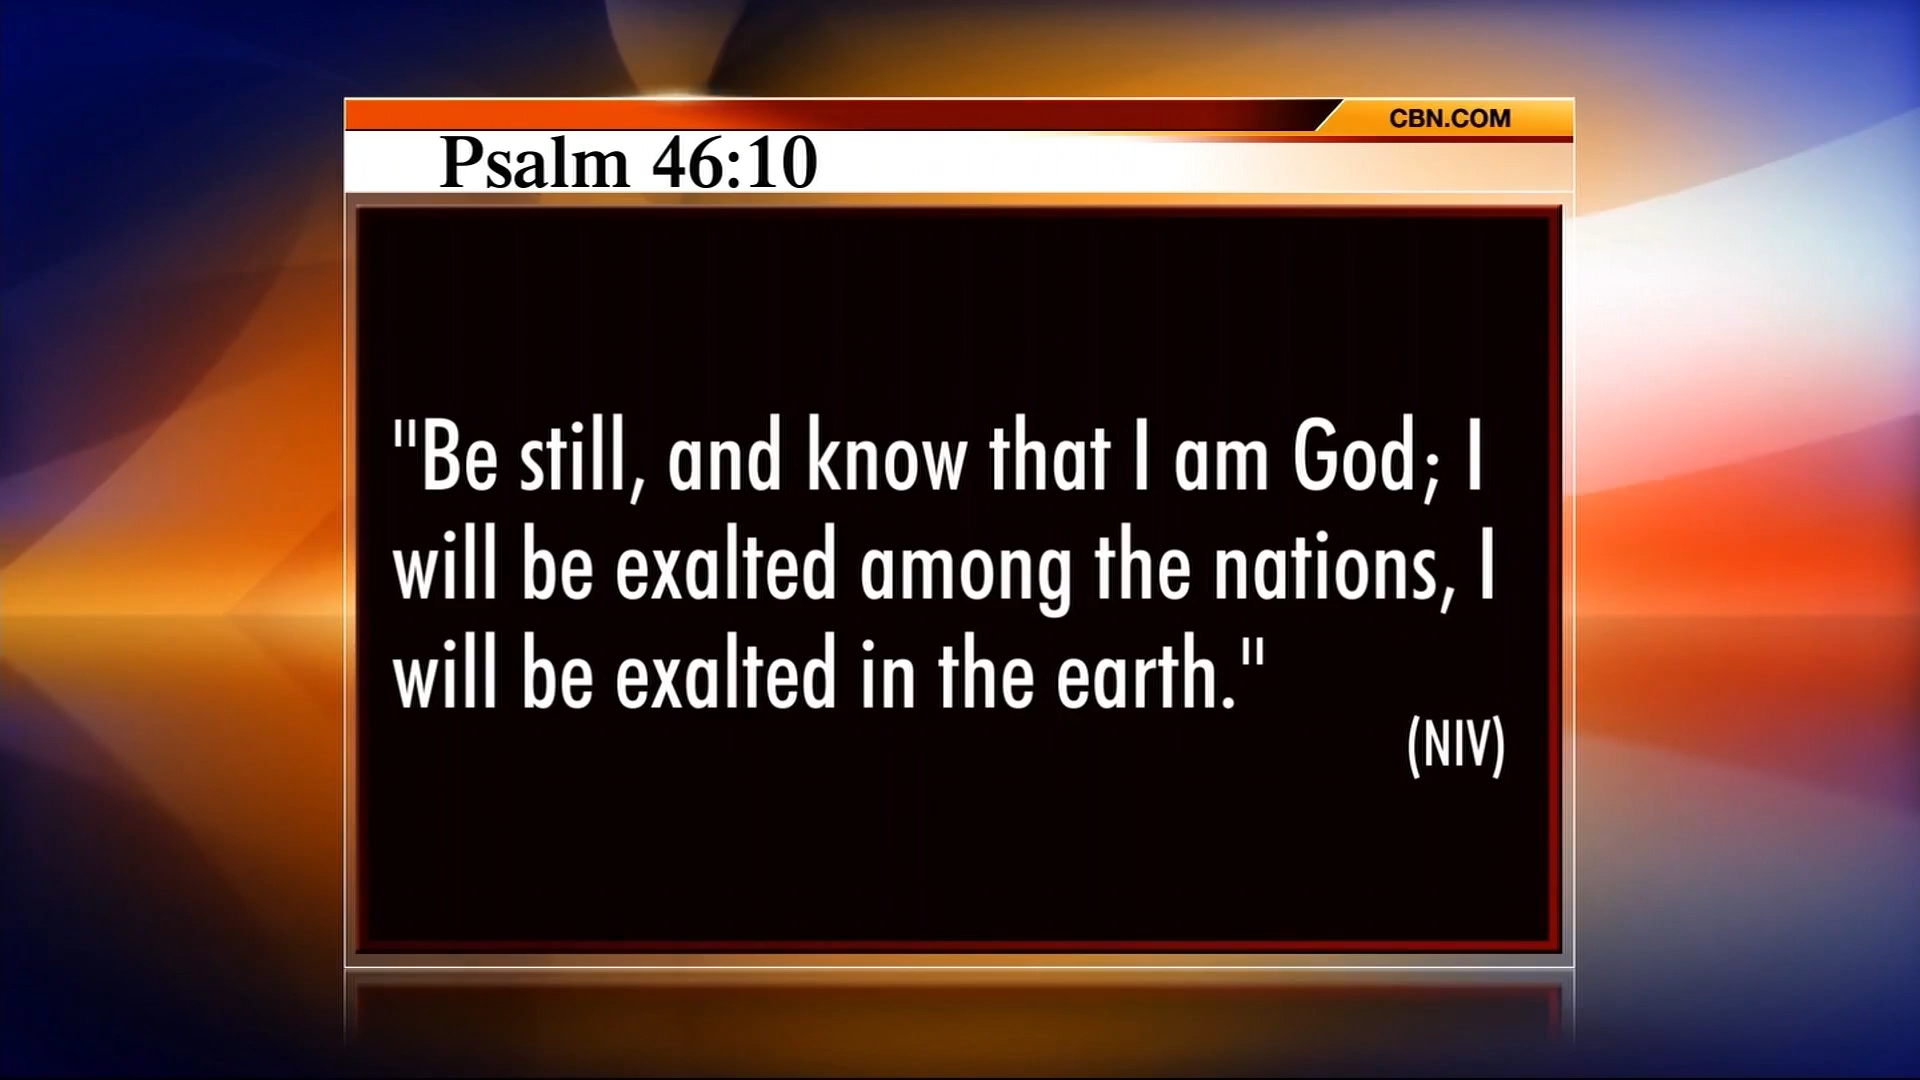 CBN.COM
Psalm 46:10
"Be still, and know that I am God; I
will be exalted among the nations, I
will be exalted in the earth."
(NIV)